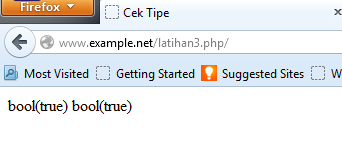 Firefox
Cek Tipe
www.example.net/latihan3.php/
Most Visited Getting Started Suggested Sites W
bool(true) bool(true)